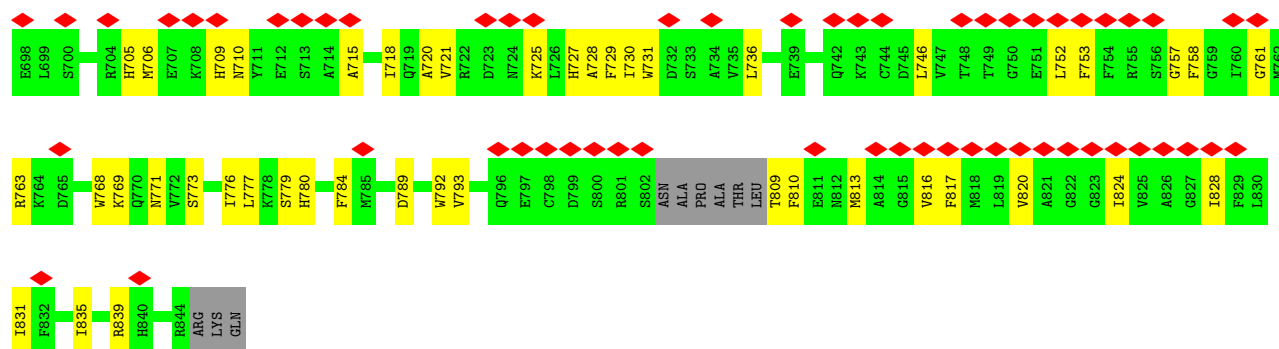 E698 L699 S700 R704 H705 M706 E707 K708 H709 N710 Y711 E712 S713 A714 A715 I718 Q719 A720 V721 R722 D723 N724 K725 L726 H727 A728 F729 I730 W731 D732 S733 A734 V735 L736 E739 Q742 K743 C744 D745 L746 V747 T748 T749 G750 E751 L752 F753 F754 R755 S756 G757 F758 G759 I760 G761 M762
R763 K764 D765 W768 K769 Q770 N771 V772 S773 I776 L777 K778 S779 H780 F784 M785 D789 W792 V793 Q796 E797 C798 D799 S800 R801 S802 ASN ALA PRO ALA THR LEU T809 F810 E811 N812 M813 A814 G815 V816 F817 M818 L819 V820 A821 G822 G823 I824 V825 A826 G827 I828 F829 L830
I831 F832 I835 R839 H840 R844 ARG LYS GLN